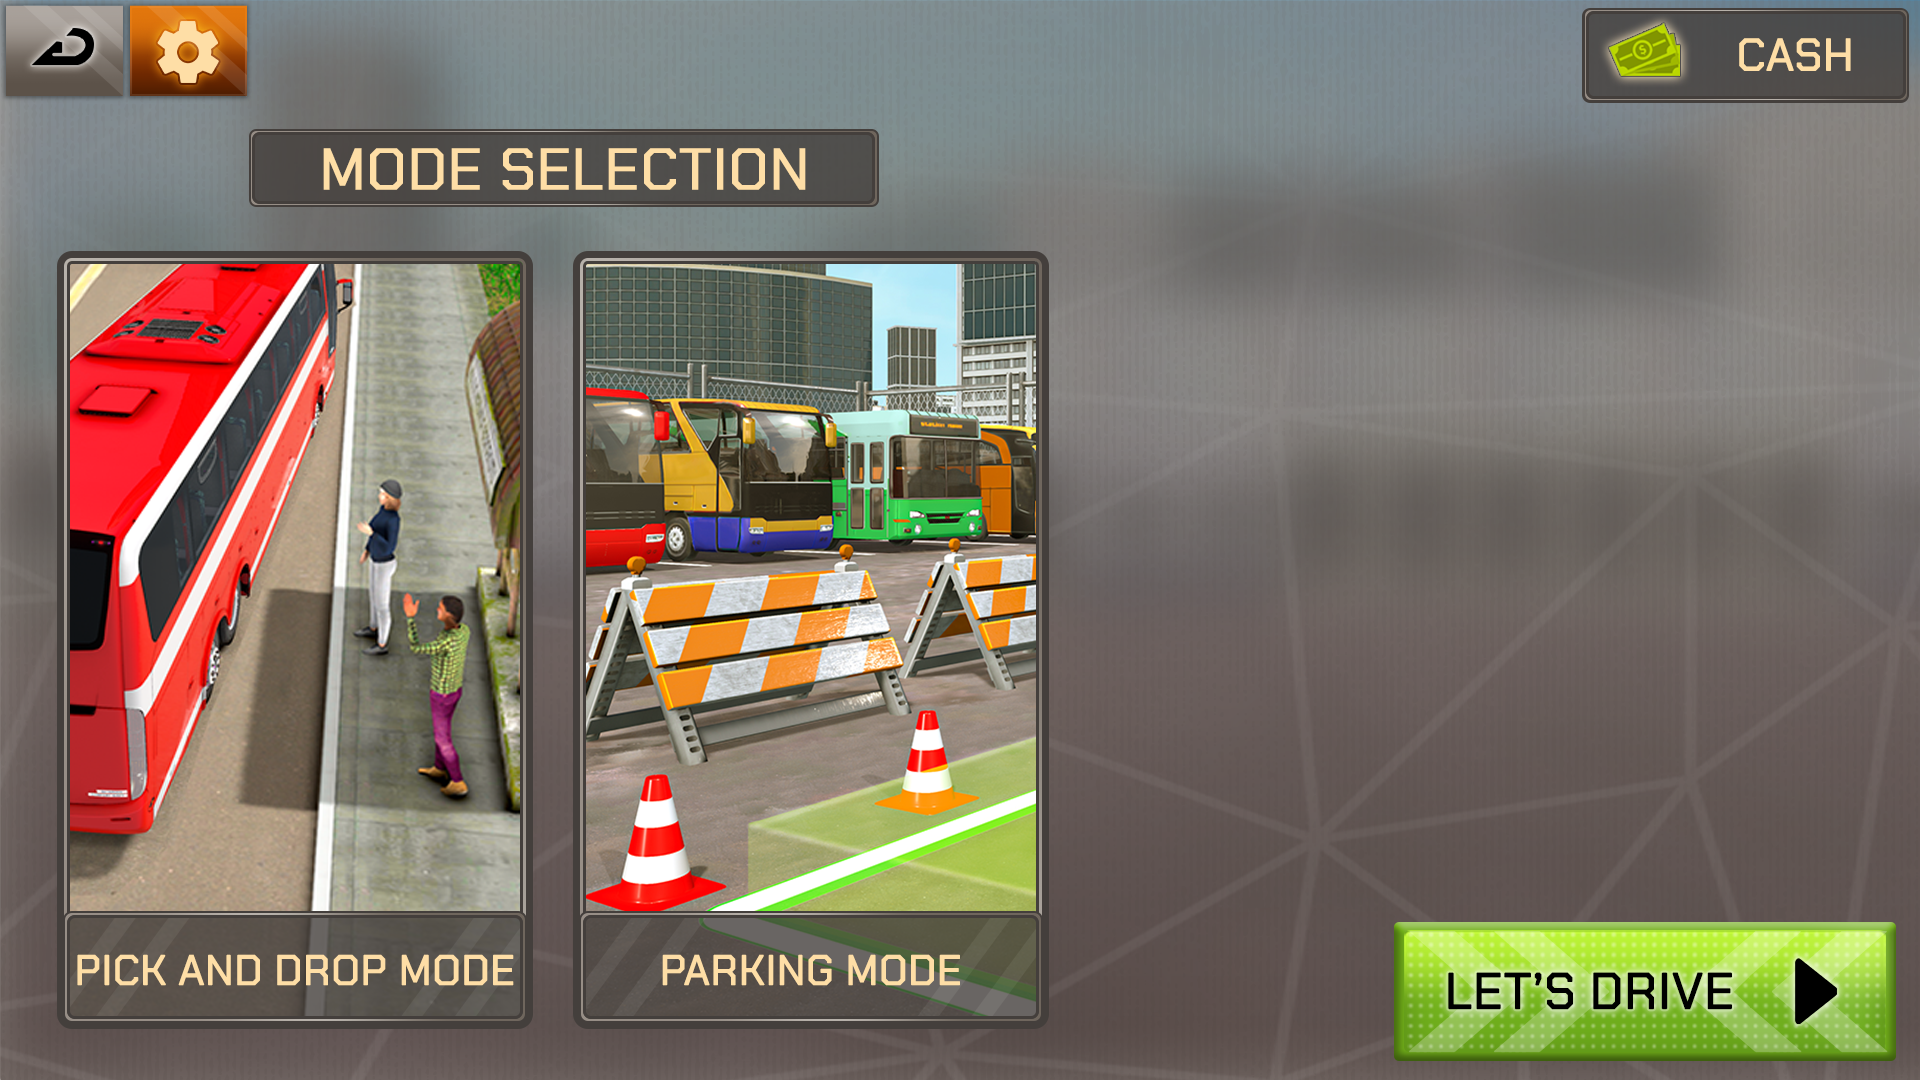 CASH
MODE SELECTION
PICK AND DROP MODE
PARKING MODE
LET'S DRIVE